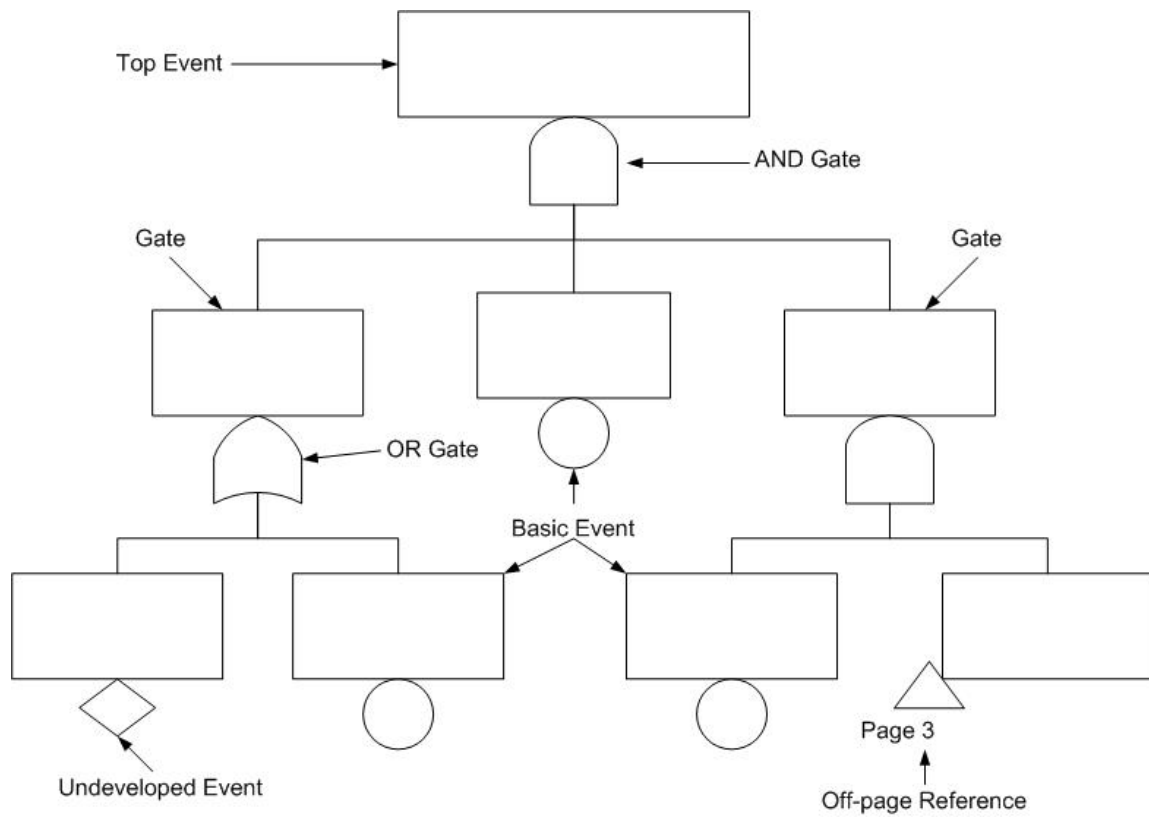 Top Event
AND Gate
Gate
Gate
OR Gate
Basic Event
Page 3
Undeveloped Event
Off-page Reference